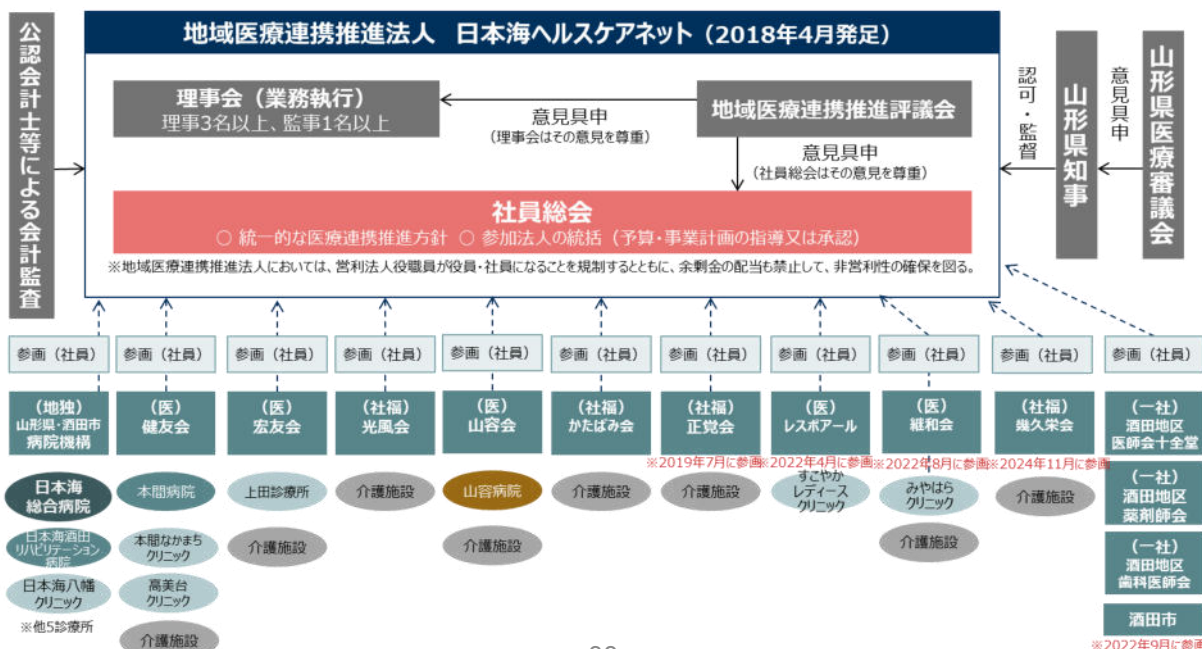 公認会計士等による会計監査
地域医療連携推進法人 日本海ヘルスケアネット(2018年4月発足)
理事会(業務執行)
理事3名以上、監事1名以上
意見具申
(理事会はその意見を尊重)
地域医療連携推進評議会
意見具申
(社員総会はその意見を尊重)
社員総会
○ 統一的な医療連携推進方針 ○ 参加法人の統括(予算・事業計画の指導又は承認)
※地域医療連携推進法人においては、営利法人役職員が役員・社員になることを規制するとともに、余剰金の配当も禁止して、非営利性の確保を図る。
認可・監督
山形県知事
意見具申
山形県医療審議会
参画(社員)
参画(社員)
参画(社員)
参画(社員)
参画(社員)
参画(社員)
参画(社員)
参画(社員)
参画(社員)
参画(社員)
参画(社員)
(地独)
山形県・酒田市
病院機構
日本海
総合病院
日本海酒田
リハビリテーション
病院
日本海八幡
クリニック
※他5診療所
(医)
健友会
本間病院
本間なかまち
クリニック
高美台
クリニック
介護施設
(医)
宏友会
上田診療所
介護施設
(社福)
光風会
介護施設
(医)
山容会
山容病院
介護施設
(社福)
かたばみ会
介護施設
(社福)
正覚会
※2019年7月に参画
介護施設
(医)
レスポアール
※2022年4月に参画
すこやか
レディース
クリニック
(医)
維和会
※2022年8月に参画
みやはら
クリニック
介護施設
(社福)
幾久栄会
※2024年11月に参画
介護施設
(一社)
酒田地区
医師会十全堂
(一社)
酒田地区
薬剤師会
(一社)
酒田地区
歯科医師会
酒田市
※2022年9月に参画